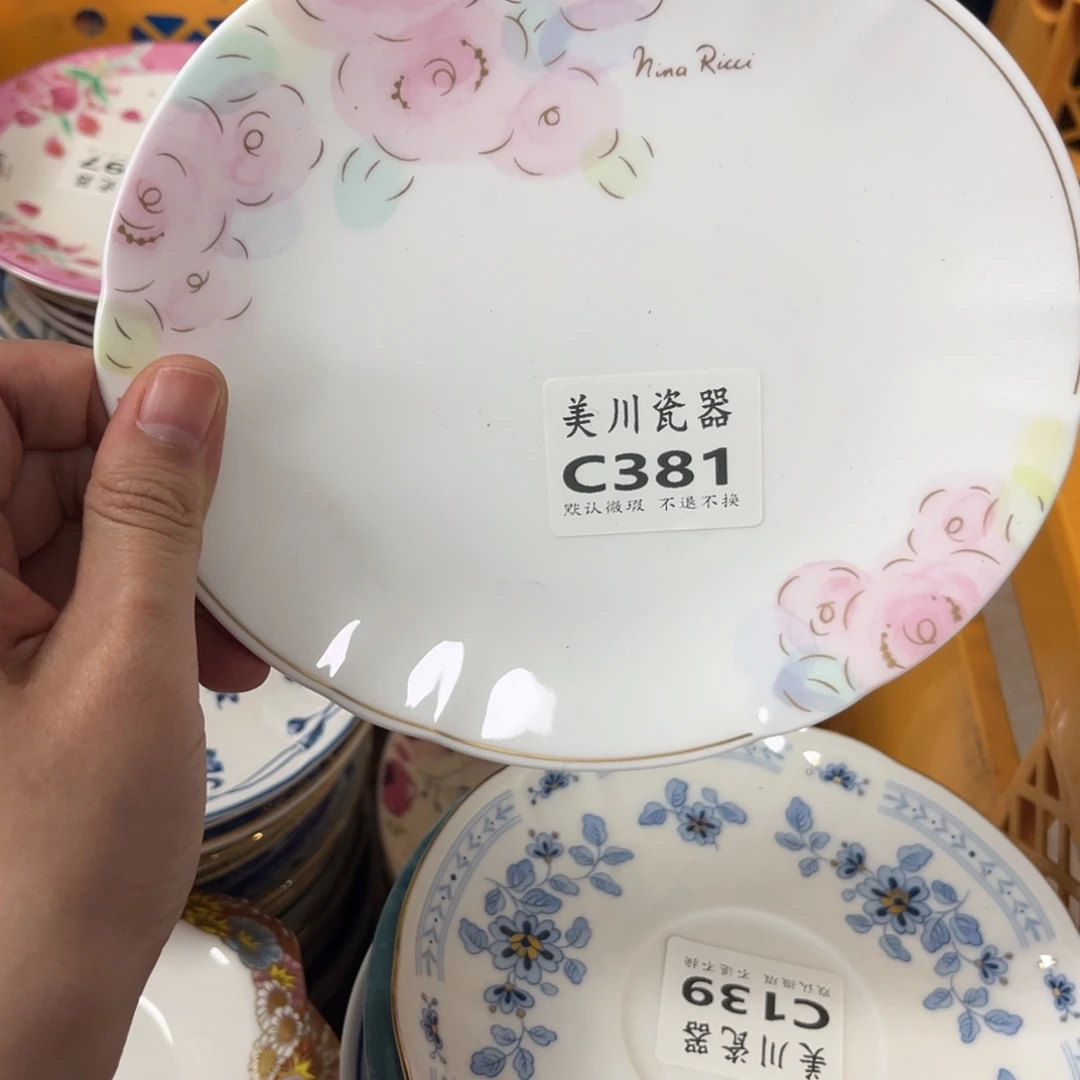 Nina Ricci
美川瓷器
C381
默认微瑕 不退不换
97
美川瓷器
C139
默认微瑕 不退不换